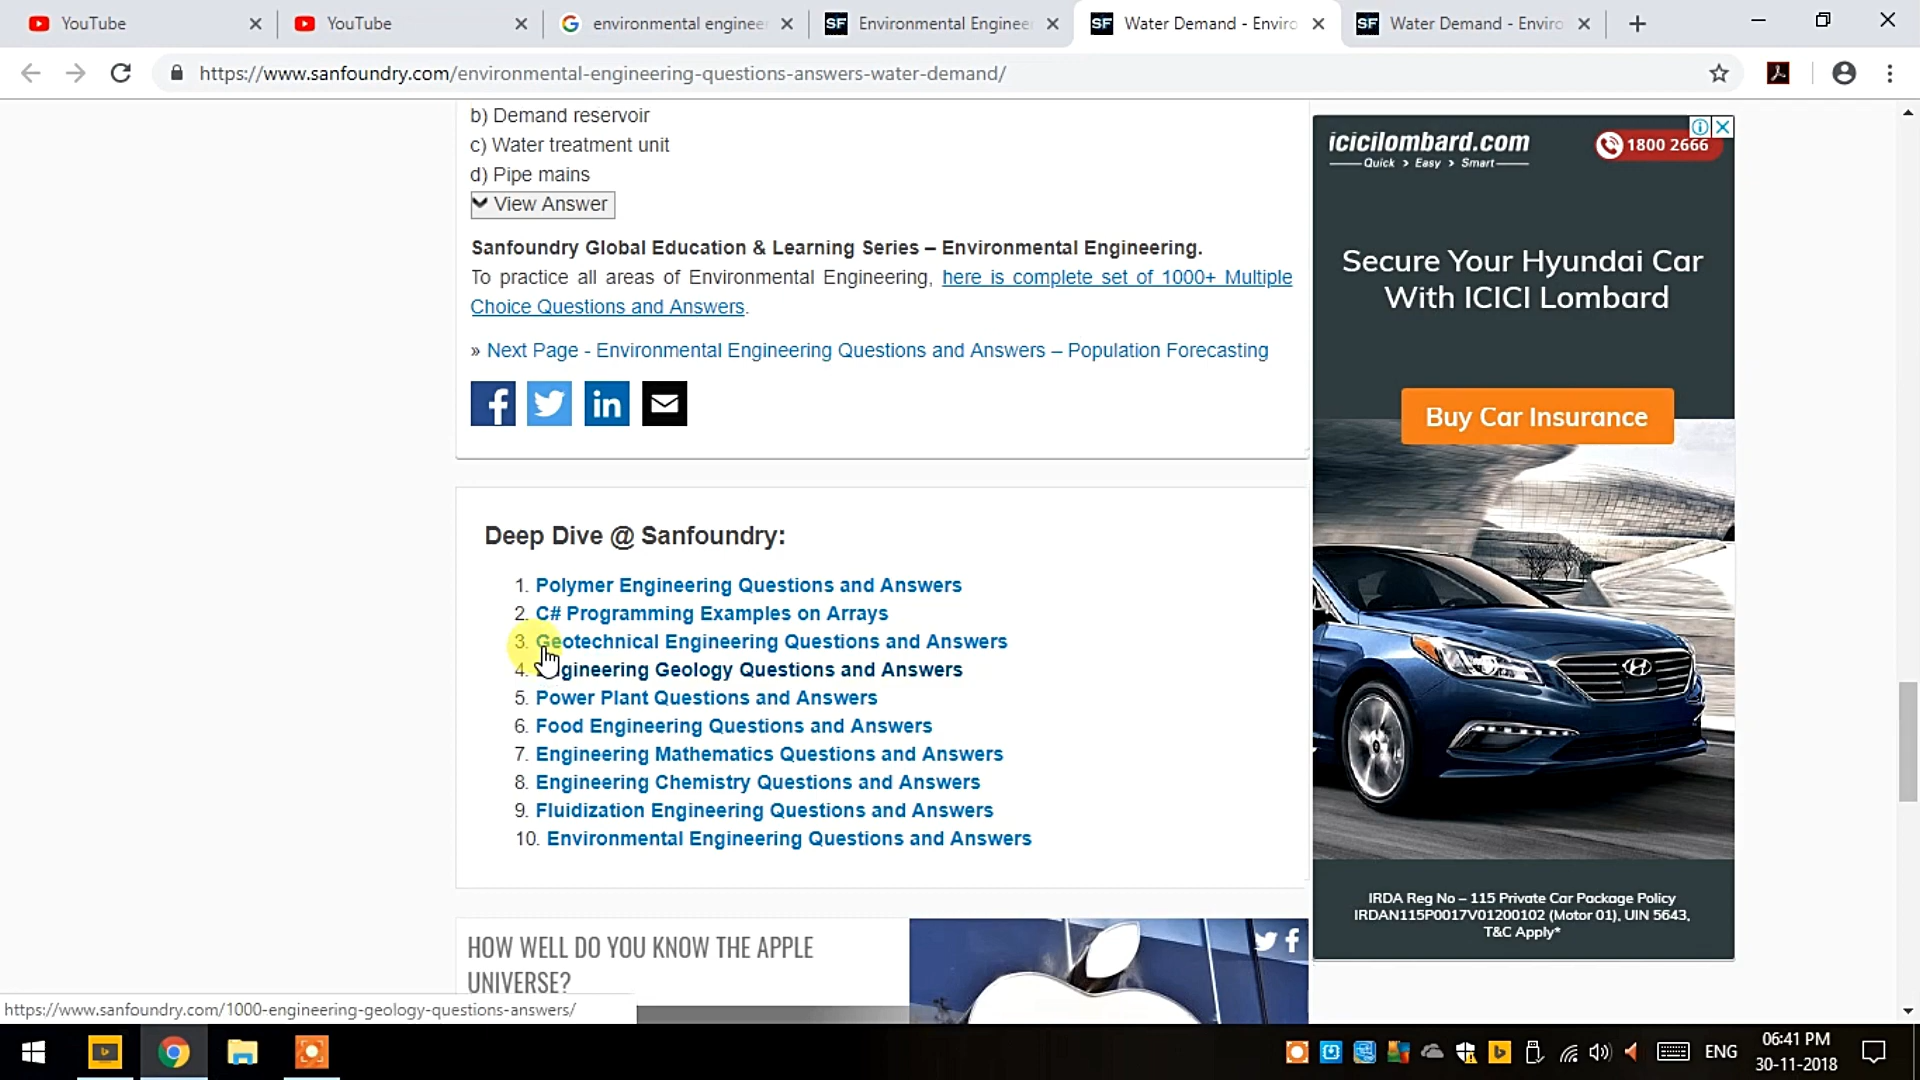 YouTube
YouTube
environmental enginee
SF Environmental Enginee
SF Water Demand - Enviro
SF Water Demand - Enviro
https://www.sanfoundry.com/environmental-engineering-questions-answers-water-demand/
b) Demand reservoir
c) Water treatment unit
d) Pipe mains
View Answer
Sanfoundry Global Education & Learning Series – Environmental Engineering.
To practice all areas of Environmental Engineering, here is complete set of 1000+ Multiple
Choice Questions and Answers.
» Next Page - Environmental Engineering Questions and Answers – Population Forecasting
Deep Dive @ Sanfoundry:
1. Polymer Engineering Questions and Answers
2. C# Programming Examples on Arrays
3. Geotechnical Engineering Questions and Answers
4. Engineering Geology Questions and Answers
5. Power Plant Questions and Answers
6. Food Engineering Questions and Answers
7. Engineering Mathematics Questions and Answers
8. Engineering Chemistry Questions and Answers
9. Fluidization Engineering Questions and Answers
10. Environmental Engineering Questions and Answers
HOW WELL DO YOU KNOW THE APPLE
UNIVERSE?
icicilombard.com
Quick > Easy > Smart
1800 2666
Secure Your Hyundai Car
With ICICI Lombard
Buy Car Insurance
IRDA Reg No – 115 Private Car Package Policy
IRDAN115P0017V01200102 (Motor 01), UIN 5643,
T&C Apply*
https://www.sanfoundry.com/1000-engineering-geology-questions-answers/
ENG
06:41 PM
30-11-2018